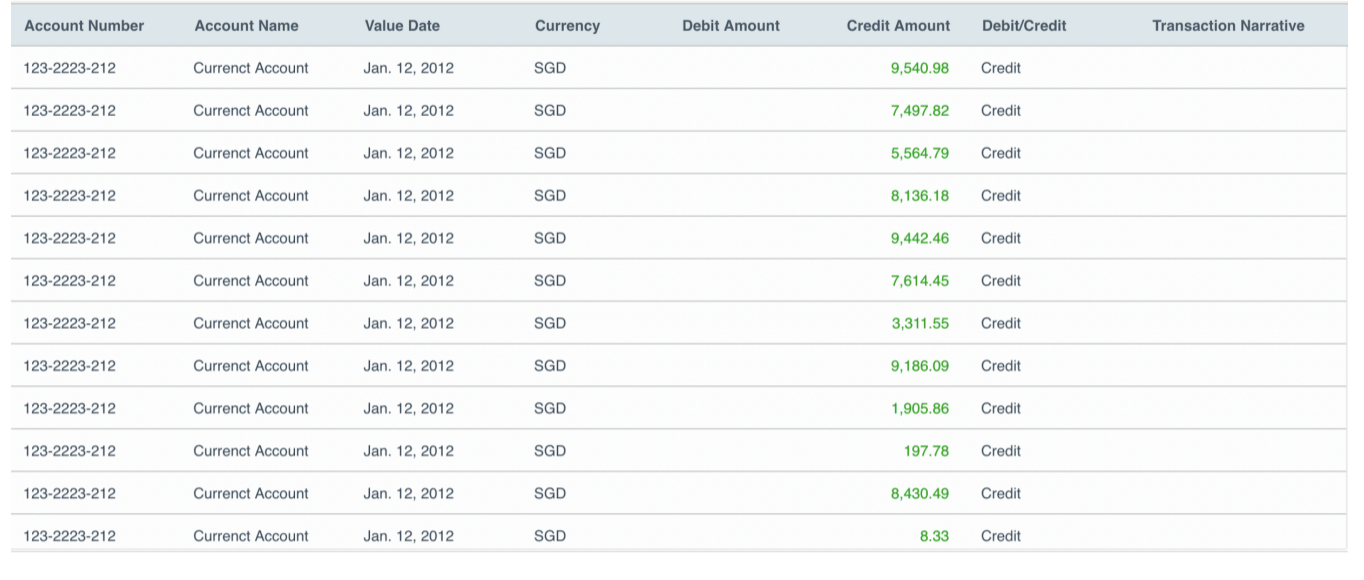 Account Number Account Name Value Date Currency Debit Amount Credit Amount Debit/Credit Transaction Narrative
123-2223-212 Currenct Account Jan. 12, 2012 SGD 9,540.98 Credit
123-2223-212 Currenct Account Jan. 12, 2012 SGD 7,497.82 Credit
123-2223-212 Currenct Account Jan. 12, 2012 SGD 5,564.79 Credit
123-2223-212 Currenct Account Jan. 12, 2012 SGD 8,136.18 Credit
123-2223-212 Currenct Account Jan. 12, 2012 SGD 9,442.46 Credit
123-2223-212 Currenct Account Jan. 12, 2012 SGD 7,614.45 Credit
123-2223-212 Currenct Account Jan. 12, 2012 SGD 3,311.55 Credit
123-2223-212 Currenct Account Jan. 12, 2012 SGD 9,186.09 Credit
123-2223-212 Currenct Account Jan. 12, 2012 SGD 1,905.86 Credit
123-2223-212 Currenct Account Jan. 12, 2012 SGD 197.78 Credit
123-2223-212 Currenct Account Jan. 12, 2012 SGD 8,430.49 Credit
123-2223-212 Currenct Account Jan. 12, 2012 SGD 8.33 Credit